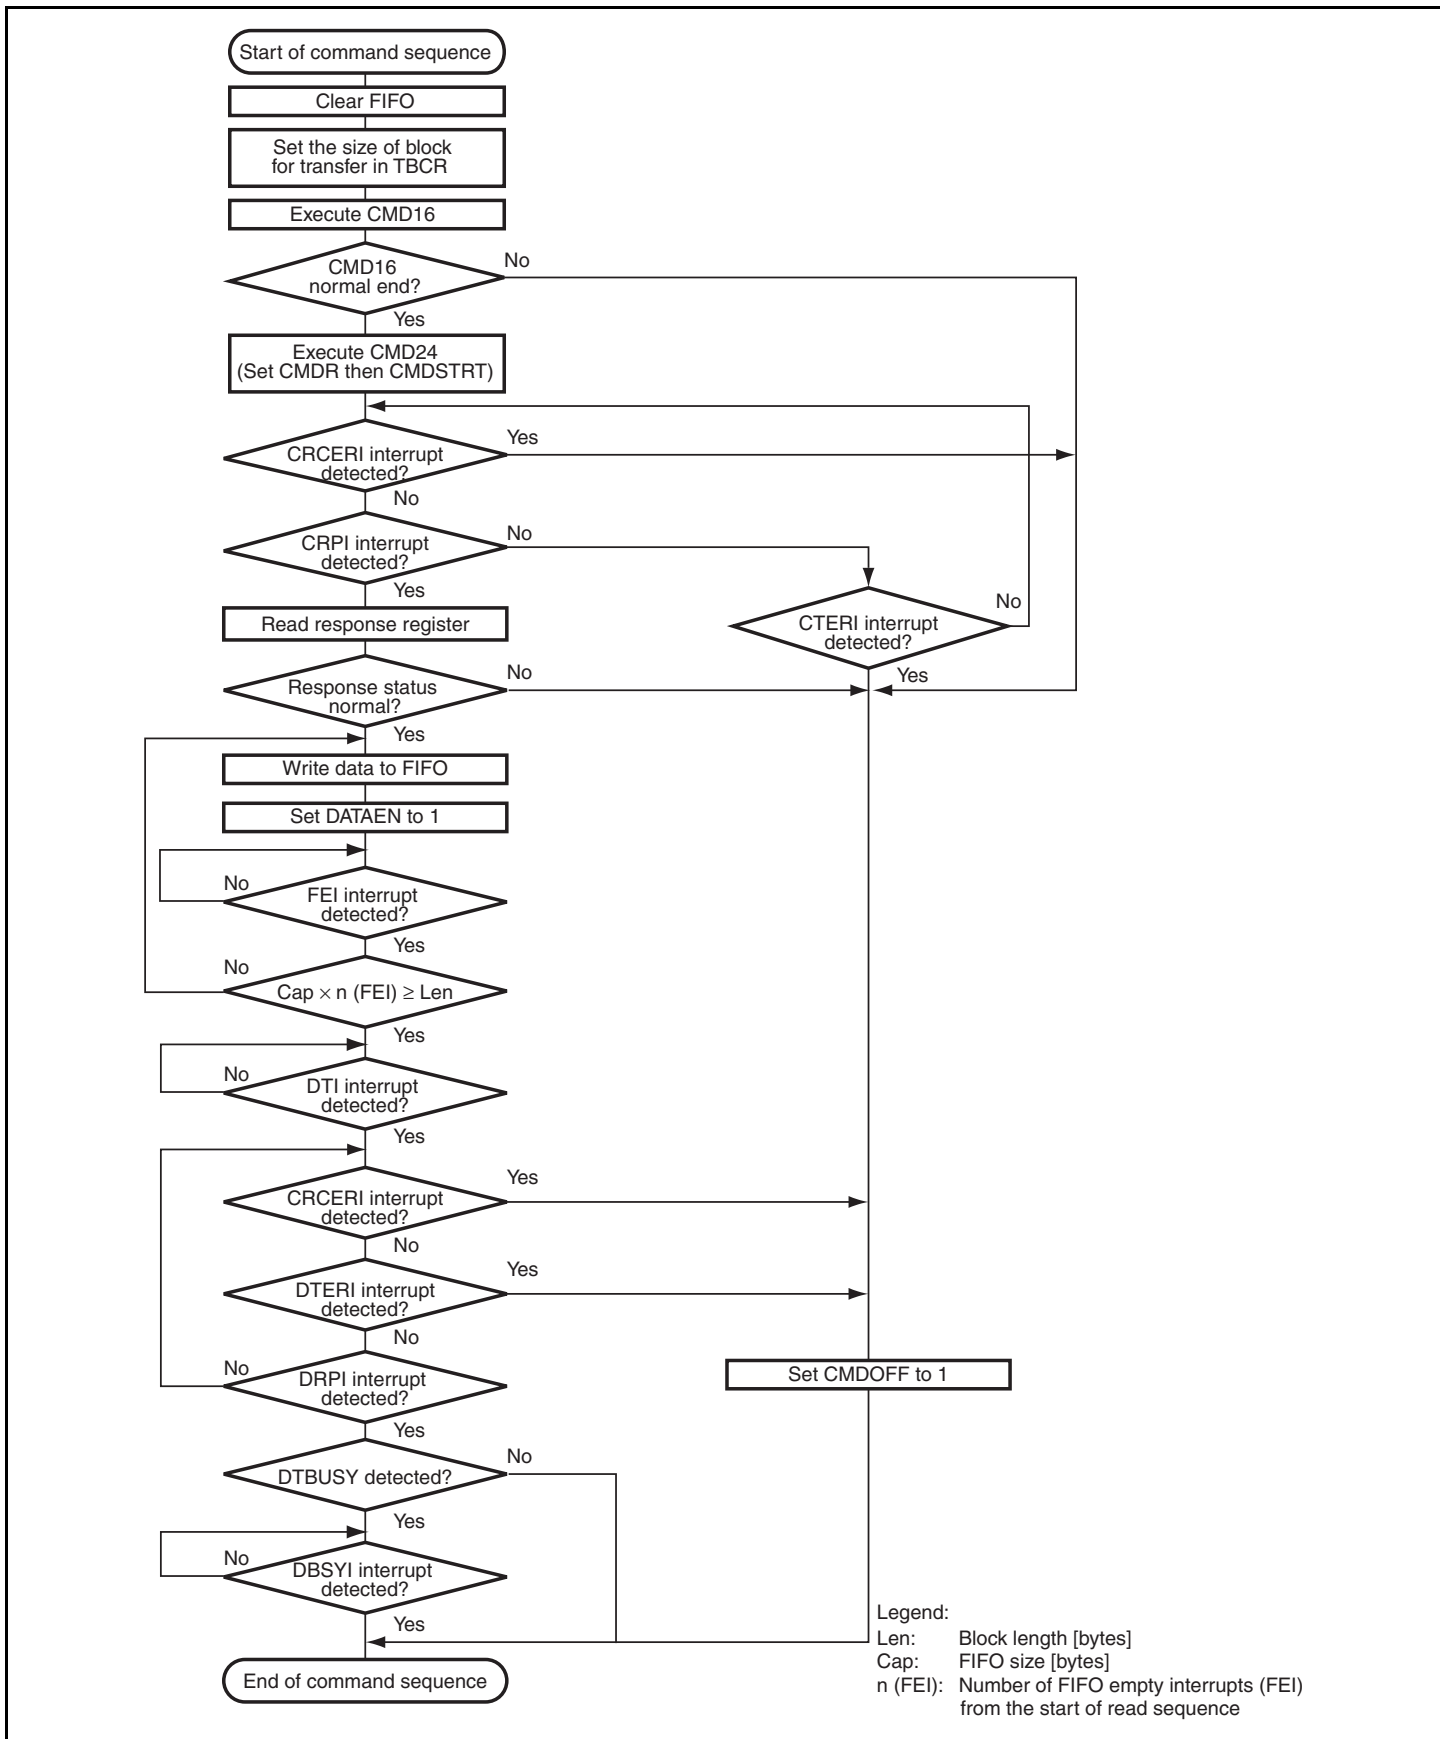 Start of command sequence
Clear FIFO
Set the size of block
for transfer in TBCR
Execute CMD16
CMD16
normal end?
No
Yes
Execute CMD24
(Set CMDR then CMDSTRT)
CRCERI interrupt
detected?
Yes
No
CRPI interrupt
detected?
No
Yes
CTERI interrupt
detected?
No
Yes
Read response register
Response status
normal?
No
Yes
Write data to FIFO
Set DATAEN to 1
FEI interrupt
detected?
No
Yes
Cap × n (FEI) ≥ Len
No
Yes
DTI interrupt
detected?
No
Yes
CRCERI interrupt
detected?
Yes
No
DTERI interrupt
detected?
Yes
No
DRPI interrupt
detected?
No
Yes
Set CMDOFF to 1
DTBUSY detected?
No
Yes
DBSYI interrupt
detected?
No
Yes
End of command sequence
Legend:
Len: Block length [bytes]
Cap: FIFO size [bytes]
n (FEI): Number of FIFO empty interrupts (FEI)
from the start of read sequence